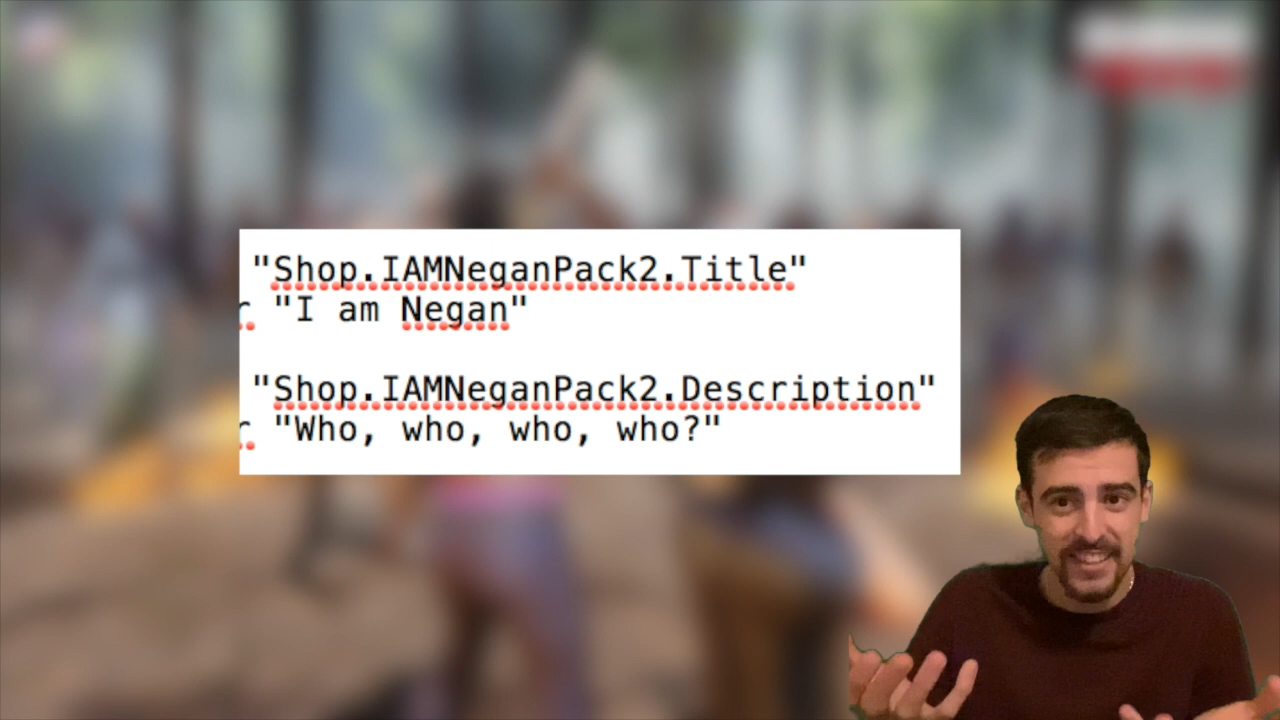 "Shop.IAMNeganPack2.Title"
r "I am Negan"
"Shop.IAMNeganPack2.Description"
r "Who, who, who, who?"